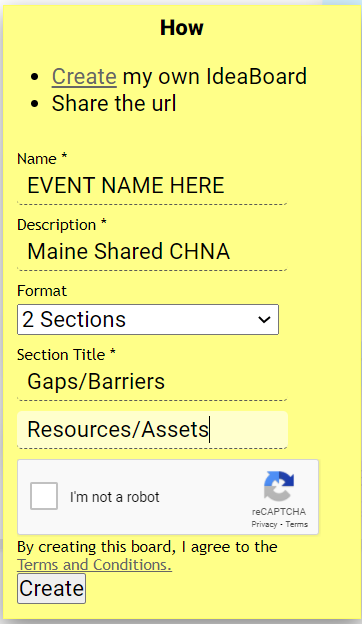 How
Create my own IdeaBoard
Share the url
Name *
EVENT NAME HERE
Description *
Maine Shared CHNA
Format
2 Sections
Section Title *
Gaps/Barriers
Resources/Assets
I'm not a robot
reCAPTCHA
Privacy - Terms
By creating this board, I agree to the
Terms and Conditions.
Create